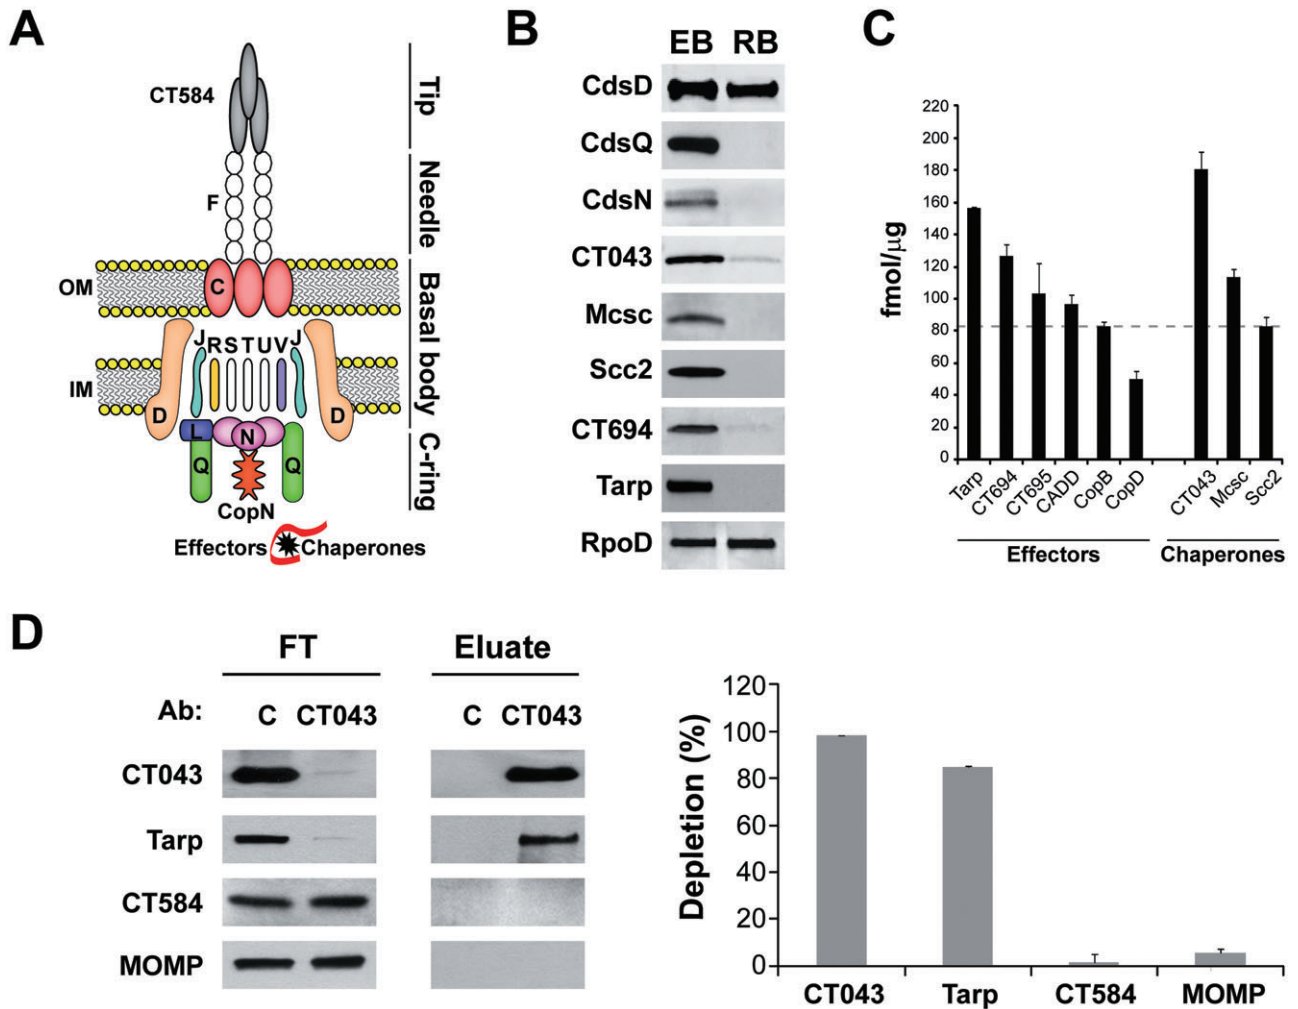 A
CT584
F
OM
C
J
R
S
T
U
V
J
IM
D
D
L
N
Q
Q
CopN
Effectors
Chaperones
Tip
Needle
Basal body
C-ring
B
EB RB
CdsD
CdsQ
CdsN
CT043
Mcsc
Scc2
CT694
Tarp
RpoD
C
fmol/µg
220
200
180
160
140
120
100
80
60
40
20
0
Tarp
CT694
CT695
CADD
CopB
CopD
CT043
Mcsc
Scc2
Effectors
Chaperones
D
FT
Eluate
Ab:
C CT043
C CT043
CT043
Tarp
CT584
MOMP
Depletion (%)
120
100
80
60
40
20
0
CT043
Tarp
CT584
MOMP